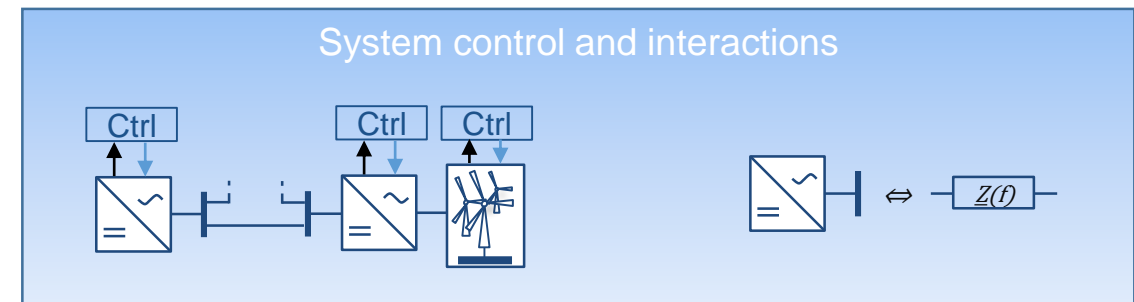 System control and interactions
Ctrl
Ctrl
Ctrl
⇔
Z(f)